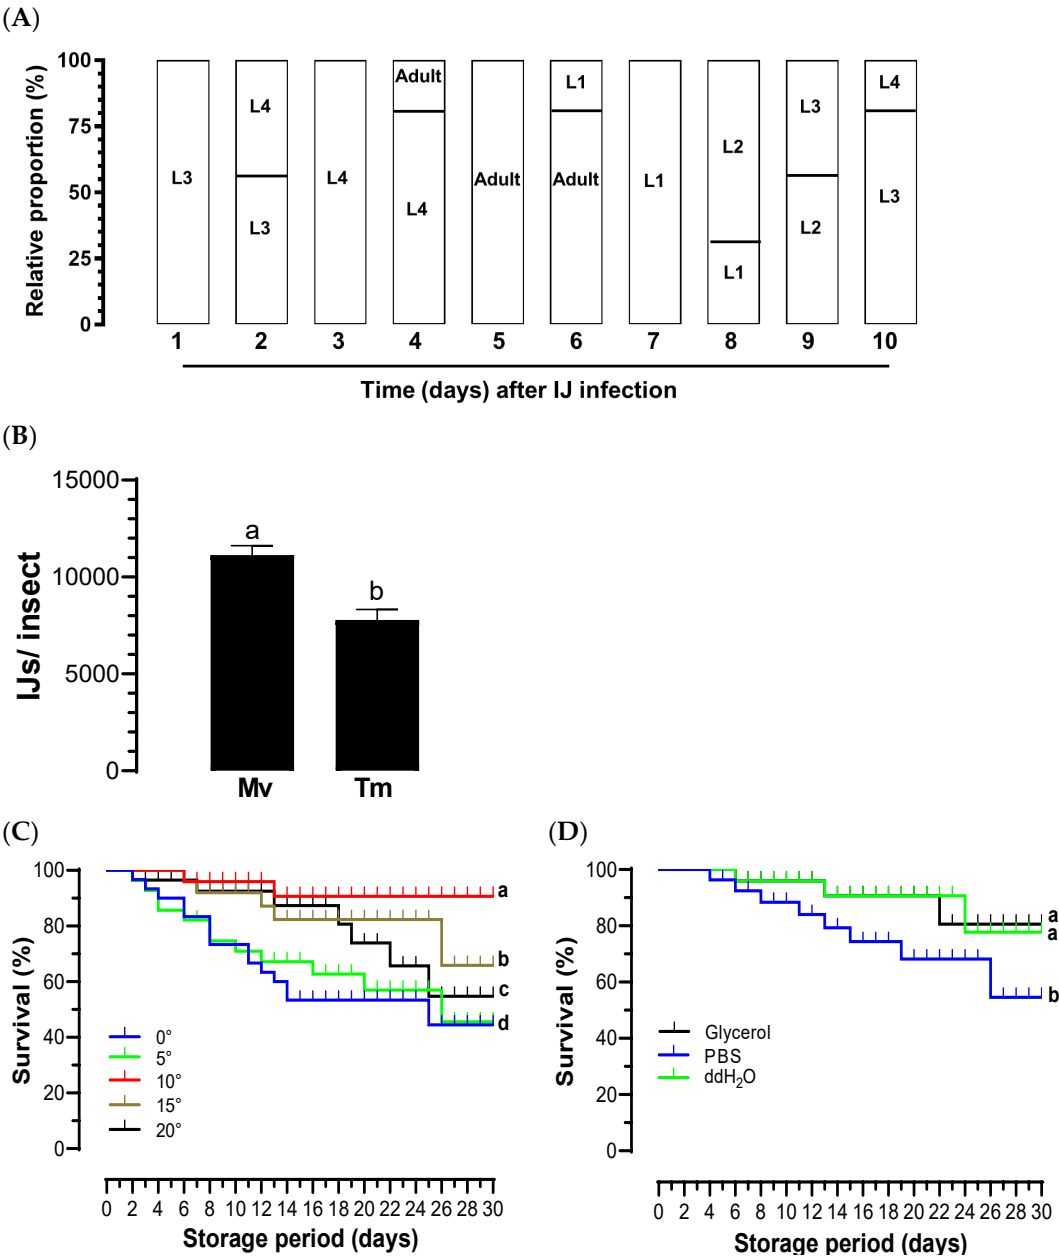 (A)
Relative proportion (%)
100
75
50
25
0
L3
L4
L3
L4
Adult
L4
Adult
L1
Adult
L1
L2
L1
L3
L2
L4
L3
1 2 3 4 5 6 7 8 9 10
Time (days) after IJ infection
(B)
IJs/ insect
15000
10000
5000
0
a
b
Mv Tm
(C)
Survival (%)
100
80
60
40
20
0
a
b
c
d
0°
5°
10°
15°
20°
0 2 4 6 8 10 12 14 16 18 20 22 24 26 28 30
Storage period (days)
(D)
Survival (%)
100
80
60
40
20
0
a
a
b
Glycerol
PBS
ddH₂O
0 2 4 6 8 10 12 14 16 18 20 22 24 26 28 30
Storage period (days)